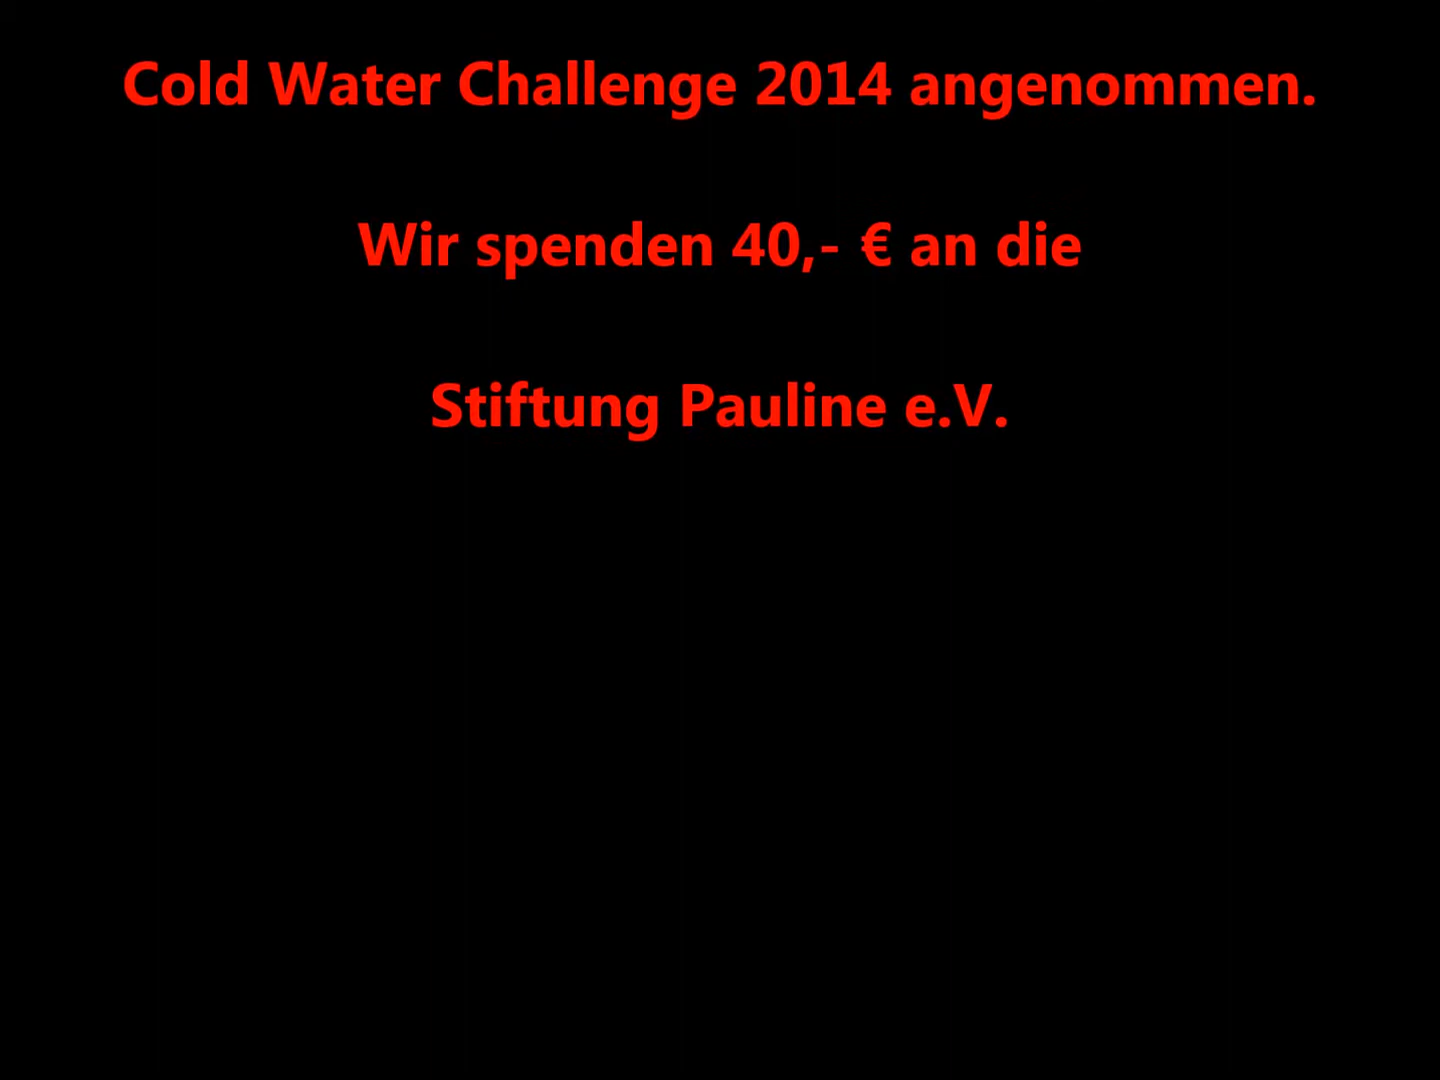 Cold Water Challenge 2014 angenommen.
Wir spenden 40,- € an die
Stiftung Pauline e.V.